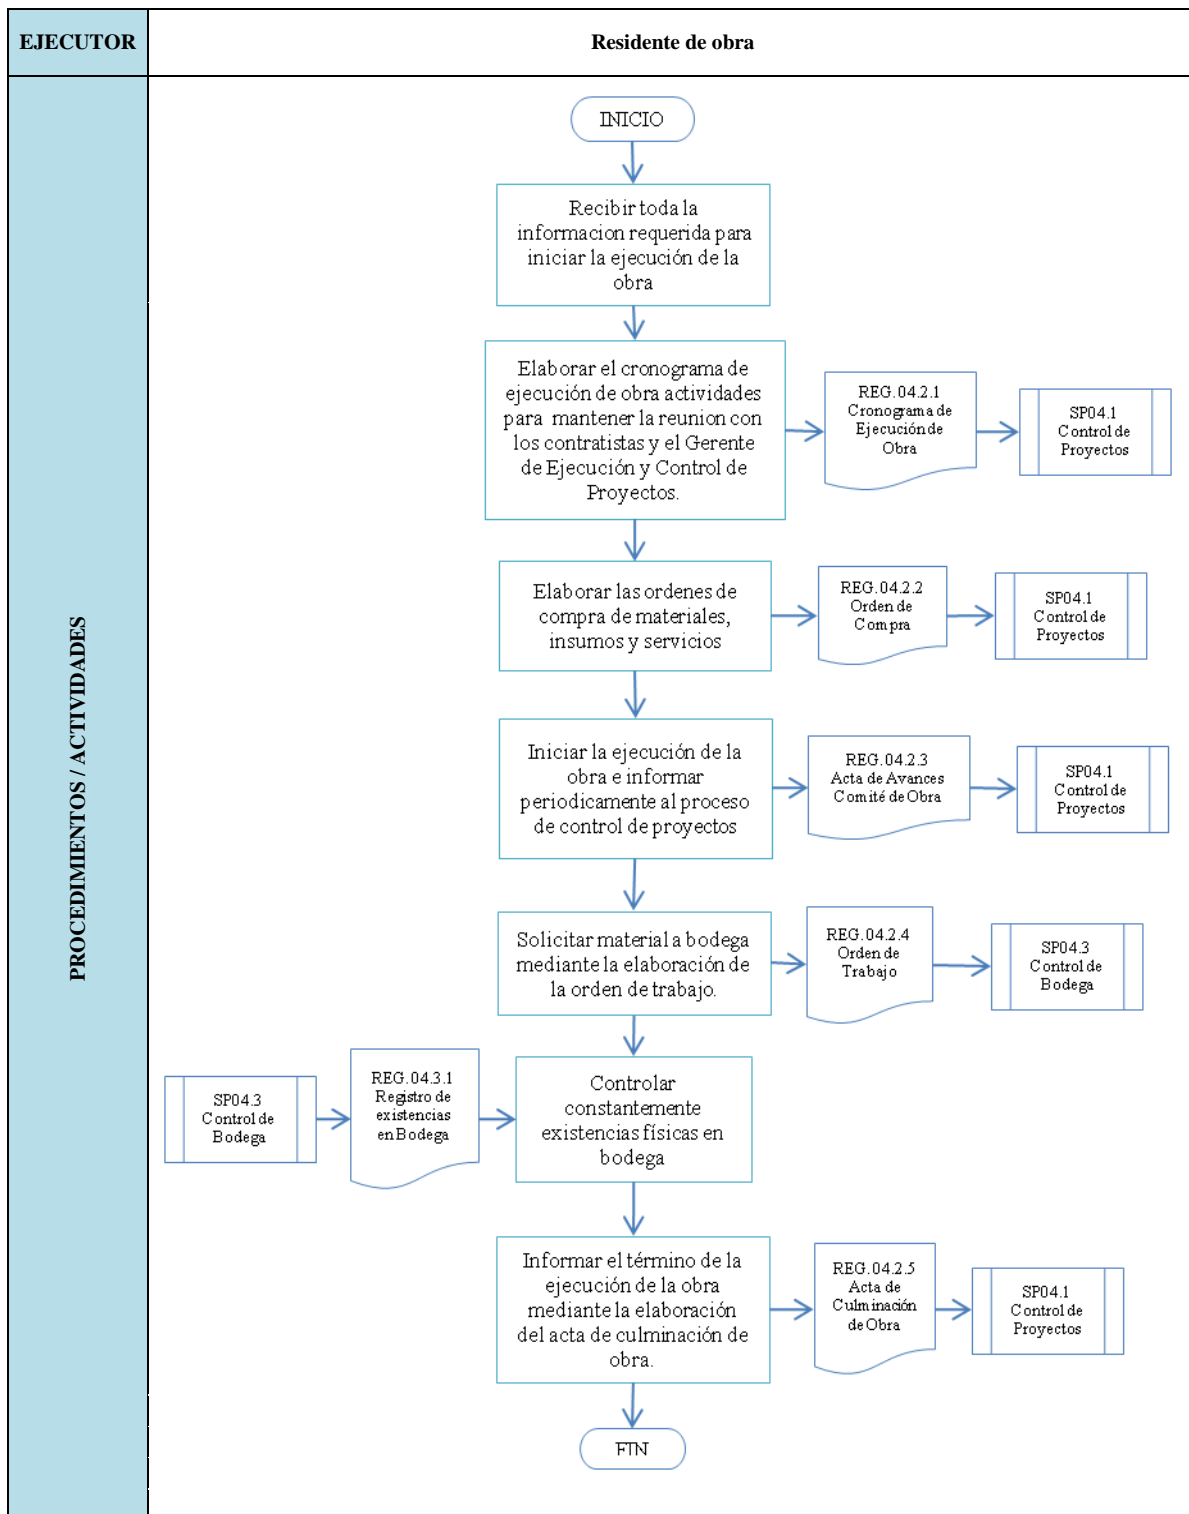 EJECUTOR
Residente de obra
PROCEDIMIENTOS / ACTIVIDADES
INICIO
Recibir toda la
informacion requerida para
iniciar la ejecución de la
obra
Elaborar el cronograma de
ejecución de obra actividades
para mantener la reunion con
los contratistas y el Gerente
de Ejecución y Control de
Proyectos.
REG.04.2.1
Cronograma de
Ejecución de
Obra
SP04.1
Control de
Proyectos
Elaborar las ordenes de
compra de materiales,
insumos y servicios
REG.04.2.2
Orden de
Compra
SP04.1
Control de
Proyectos
Iniciar la ejecución de la
obra e informar
periodicamente al proceso
de control de proyectos
REG.04.2.3
Acta de Avances
Comité de Obra
SP04.1
Control de
Proyectos
Solicitar material a bodega
mediante la elaboración de
la orden de trabajo.
REG.04.2.4
Orden de
Trabajo
SP04.3
Control de
Bodega
SP04.3
Control de
Bodega
REG.04.3.1
Registro de
existencias
en Bodega
Controlar
constantemente
existencias físicas en
bodega
Informar el término de la
ejecución de la obra
mediante la elaboración
del acta de culminación de
obra.
REG.04.2.5
Acta de
Culminación
de Obra
SP04.1
Control de
Proyectos
FIN